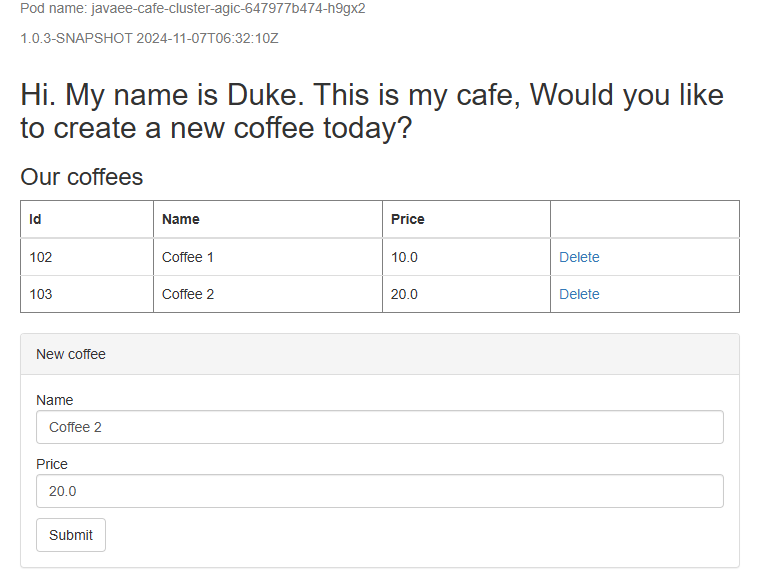 Pod name: javaee-cafe-cluster-agic-647977b474-h9gx2
1.0.3-SNAPSHOT 2024-11-07T06:32:10Z
Hi. My name is Duke. This is my cafe, Would you like
to create a new coffee today?
Our coffees
Id Name Price
102 Coffee 1 10.0 Delete
103 Coffee 2 20.0 Delete
New coffee
Name
Coffee 2
Price
20.0
Submit